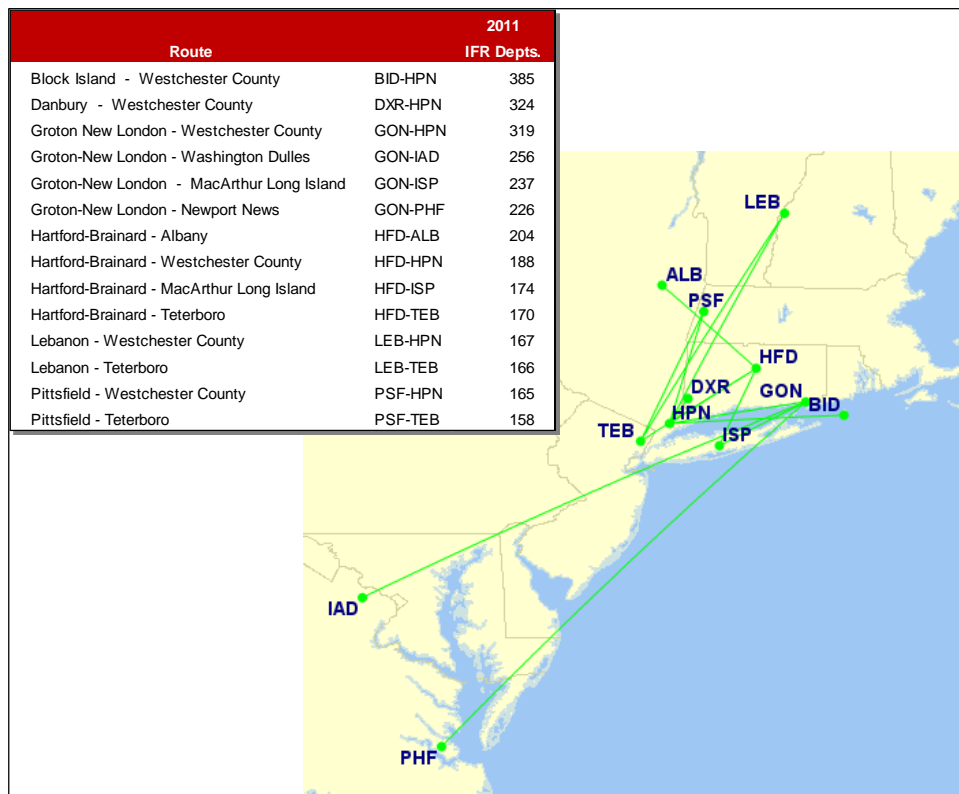 2011
Route IFR Depts.
Block Island - Westchester County BID-HPN 385
Danbury - Westchester County DXR-HPN 324
Groton New London - Westchester County GON-HPN 319
Groton-New London - Washington Dulles GON-IAD 256
Groton-New London - MacArthur Long Island GON-ISP 237
Groton-New London - Newport News GON-PHF 226
Hartford-Brainard - Albany HFD-ALB 204
Hartford-Brainard - Westchester County HFD-HPN 188
Hartford-Brainard - MacArthur Long Island HFD-ISP 174
Hartford-Brainard - Teterboro HFD-TEB 170
Lebanon - Westchester County LEB-HPN 167
Lebanon - Teterboro LEB-TEB 166
Pittsfield - Westchester County PSF-HPN 165
Pittsfield - Teterboro PSF-TEB 158
LEB
ALB
PSF
HFD
DXR
GON
BID
HPN
TEB
ISP
IAD
PHF